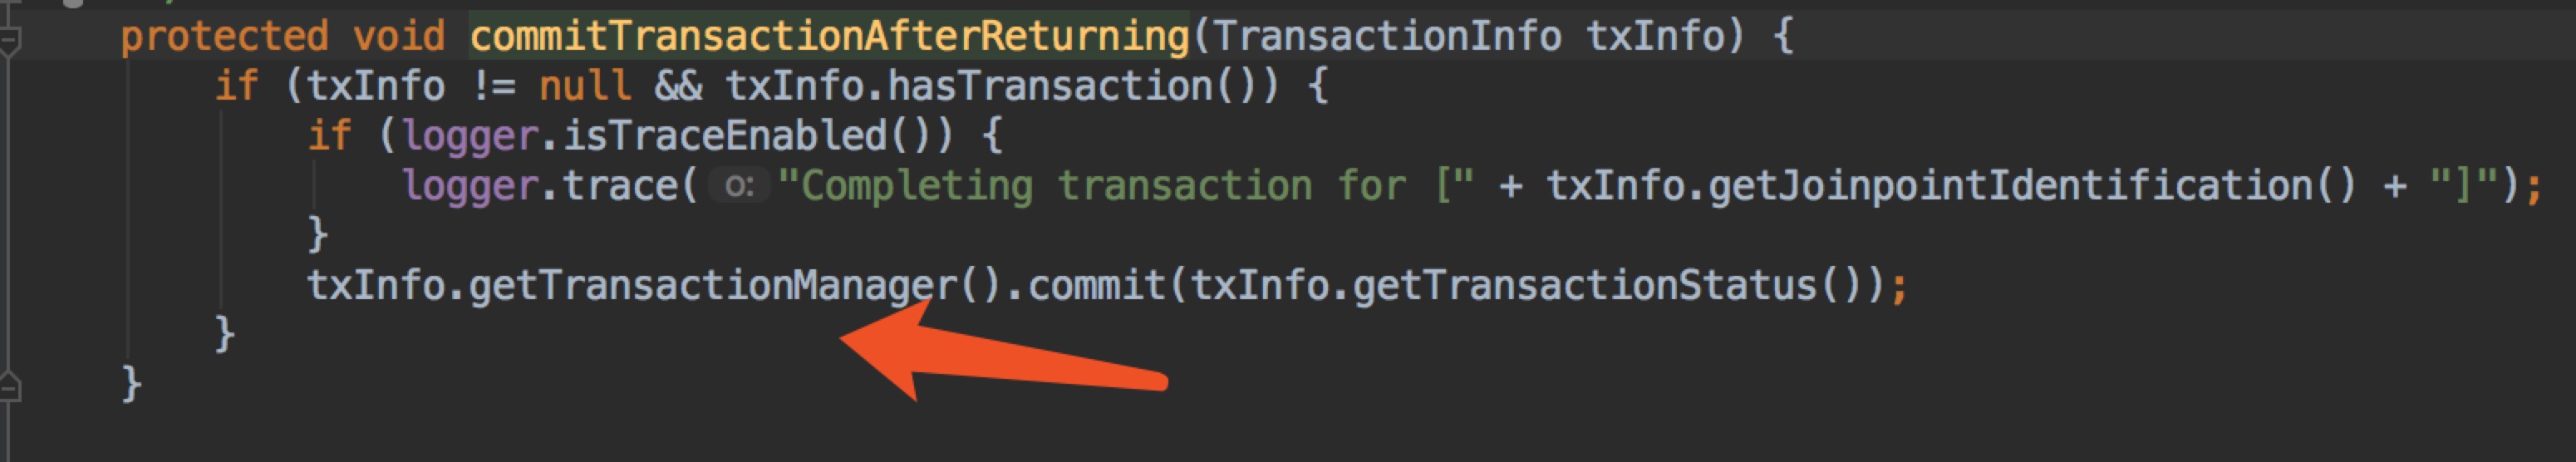 protected void commitTransactionAfterReturning(TransactionInfo txInfo) {
if (txInfo != null && txInfo.hasTransaction()) {
if (logger.isTraceEnabled()) {
logger.trace( o: "Completing transaction for [" + txInfo.getJoinpointIdentification() + "]");
}
txInfo.getTransactionManager().commit(txInfo.getTransactionStatus());
}
}